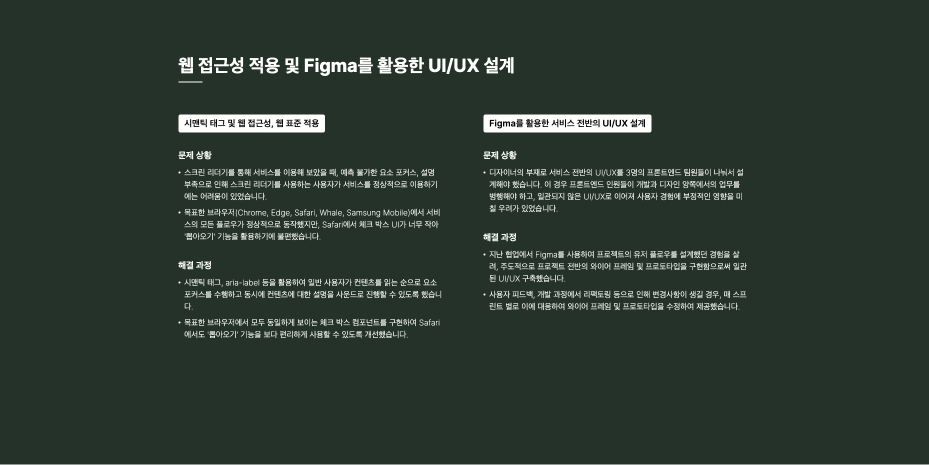 웹 접근성 적용 및 Figma를 활용한 UI/UX 설계
시맨틱 태그 및 웹 접근성, 웹 표준 적용
문제 상황
• 스크린 리더기를 통해 서비스를 이용해 보았을 때, 예측 불가한 요소 포커스, 설명
부족으로 인해 스크린 리더기를 사용하는 사용자가 서비스를 정상적으로 이용하기
에는 어려움이 있었습니다.
• 목표한 브라우저(Chrome, Edge, Safari, Whale, Samsung Mobile)에서 서비
스의 모든 플로우가 정상적으로 동작했지만, Safari에서 체크 박스 UI가 너무 작아
'뽑아오기' 기능을 활용하기에 불편했습니다.
해결 과정
• 시맨틱 태그, aria-label 등을 활용하여 일반 사용자가 컨텐츠를 읽는 순으로 요소
포커스를 수행하고 동시에 컨텐츠에 대한 설명을 사운드로 진행할 수 있도록 했습니
다.
• 목표한 브라우저에서 모두 동일하게 보이는 체크 박스 컴포넌트를 구현하여 Safari
에서도 '뽑아오기' 기능을 보다 편리하게 사용할 수 있도록 개선했습니다.
Figma를 활용한 서비스 전반의 UI/UX 설계
문제 상황
• 디자이너의 부재로 서비스 전반의 UI/UX를 3명의 프론트엔드 팀원들이 나눠서 설
계해야 했습니다. 이 경우 프론트엔드 인원들이 개발과 디자인 양쪽에서의 업무를
병행해야 하고, 일관되지 않은 UI/UX로 이어져 사용자 경험에 부정적인 영향을 미
칠 우려가 있었습니다.
해결 과정
• 지난 협업에서 Figma를 사용하여 프로젝트의 유저 플로우를 설계했던 경험을 살
려, 주도적으로 프로젝트 전반의 와이어 프레임 및 프로토타입을 구현함으로써 일관
된 UI/UX 구축했습니다.
• 사용자 피드백, 개발 과정에서 리팩토링 등으로 인해 변경사항이 생길 경우, 매 스프
린트 별로 이에 대응하여 와이어 프레임 및 프로토타입을 수정하여 제공했습니다.